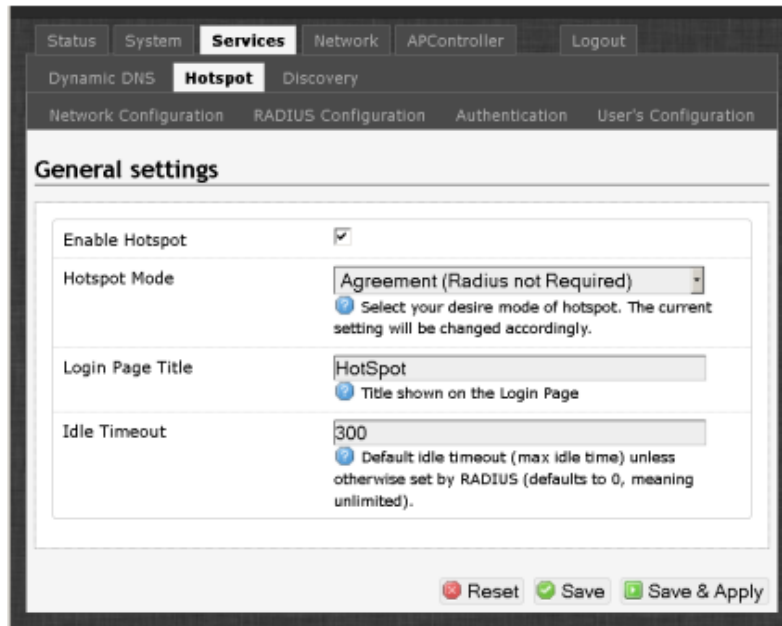 Status System Services Network APController Logout
Dynamic DNS Hotspot Discovery
Network Configuration RADIUS Configuration Authentication User's Configuration
General settings
Enable Hotspot
Hotspot Mode Agreement (Radius not Required)
Select your desire mode of hotspot. The current
setting will be changed accordingly.
Login Page Title HotSpot
Title shown on the Login Page
Idle Timeout 300
Default idle timeout (max idle time) unless
otherwise set by RADIUS (defaults to 0, meaning
unlimited).
Reset Save Save & Apply